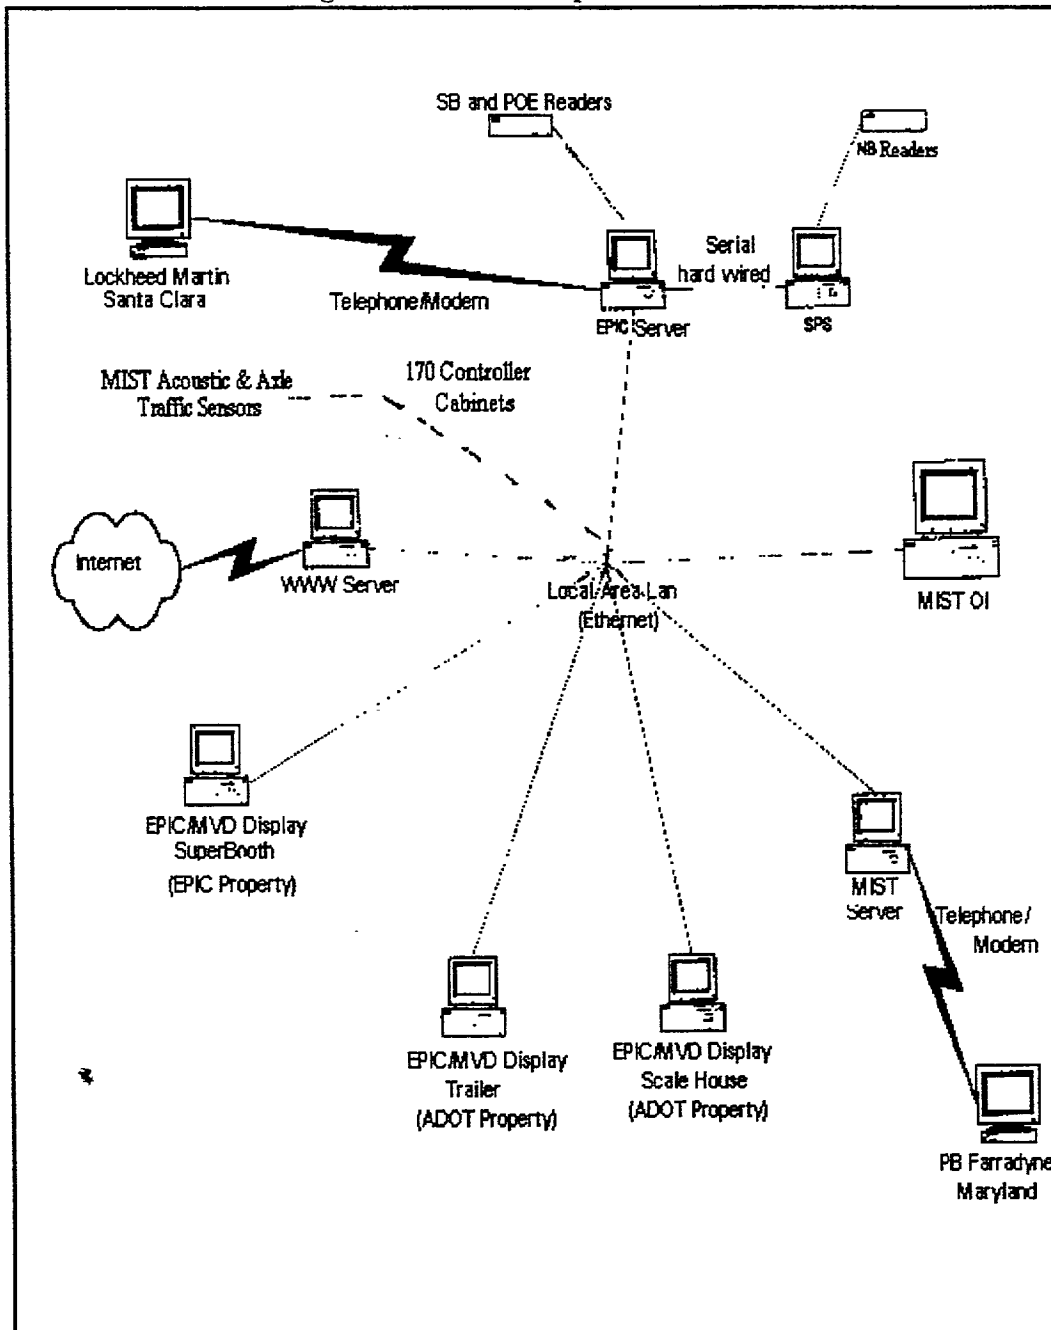 SB and POE Readers
NB Readers
Lockheed Martin
Santa Clara
Telephone/Modem
Serial
hard wired
EPIC Server
SPS
MIST Acoustic & Axle
Traffic Sensors
170 Controller
Cabinets
Internet
WWW Server
Local Area Lan
(Ethernet)
MIST OI
EPIC/MVD Display
SuperBooth
(EPIC Property)
MIST
Server
Telephone/
Modem
EPIC/MVD Display
Trailer
(ADOT Property)
EPIC/MVD Display
Scale House
(ADOT Property)
PB Farradyne
Maryland